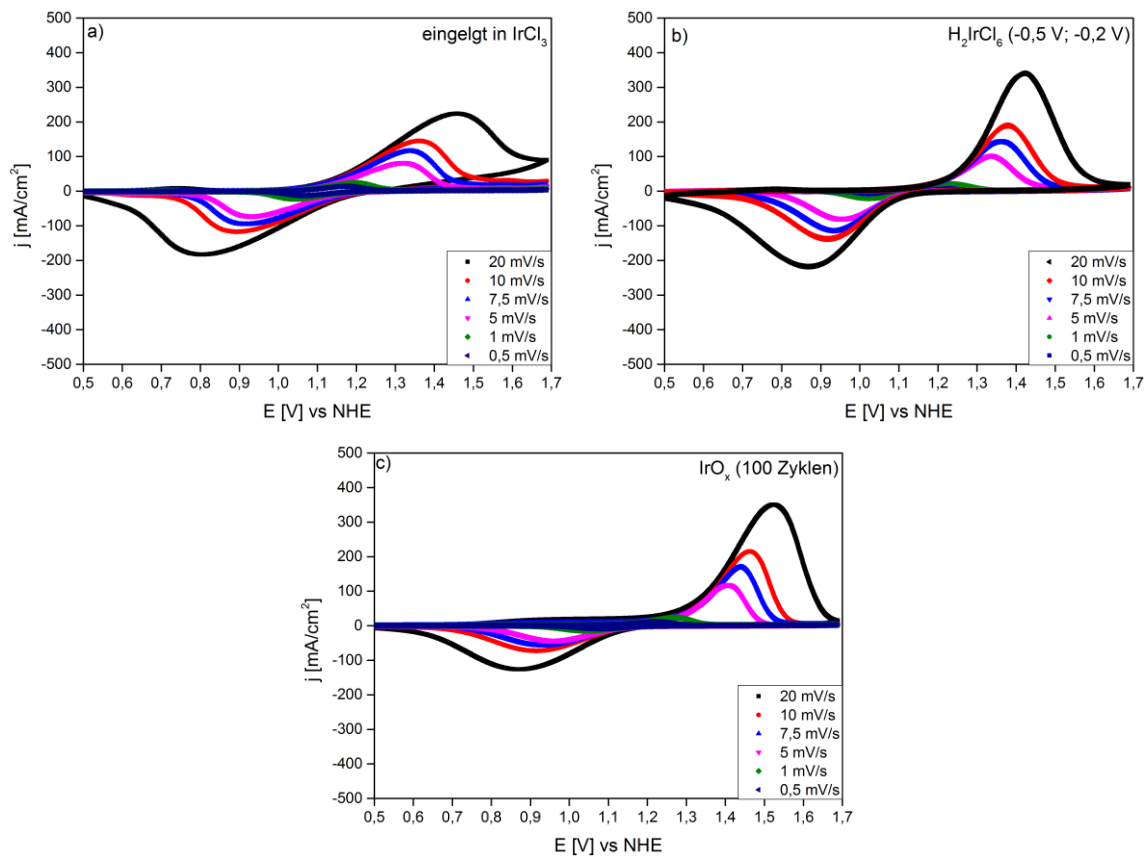 a)
eingelgt in IrCl₃
500
400
300
200
100
0
-100
-200
-300
-400
-500
j [mA/cm²]
20 mV/s
10 mV/s
7,5 mV/s
5 mV/s
1 mV/s
0,5 mV/s
0,5 0,6 0,7 0,8 0,9 1,0 1,1 1,2 1,3 1,4 1,5 1,6 1,7
E [V] vs NHE
b)
H₂IrCl₆ (-0,5 V; -0,2 V)
500
400
300
200
100
0
-100
-200
-300
-400
-500
j [mA/cm²]
20 mV/s
10 mV/s
7,5 mV/s
5 mV/s
1 mV/s
0,5 mV/s
0,5 0,6 0,7 0,8 0,9 1,0 1,1 1,2 1,3 1,4 1,5 1,6 1,7
E [V] vs NHE
c)
IrOₓ (100 Zyklen)
500
400
300
200
100
0
-100
-200
-300
-400
-500
j [mA/cm²]
20 mV/s
10 mV/s
7,5 mV/s
5 mV/s
1 mV/s
0,5 mV/s
0,5 0,6 0,7 0,8 0,9 1,0 1,1 1,2 1,3 1,4 1,5 1,6 1,7
E [V] vs NHE